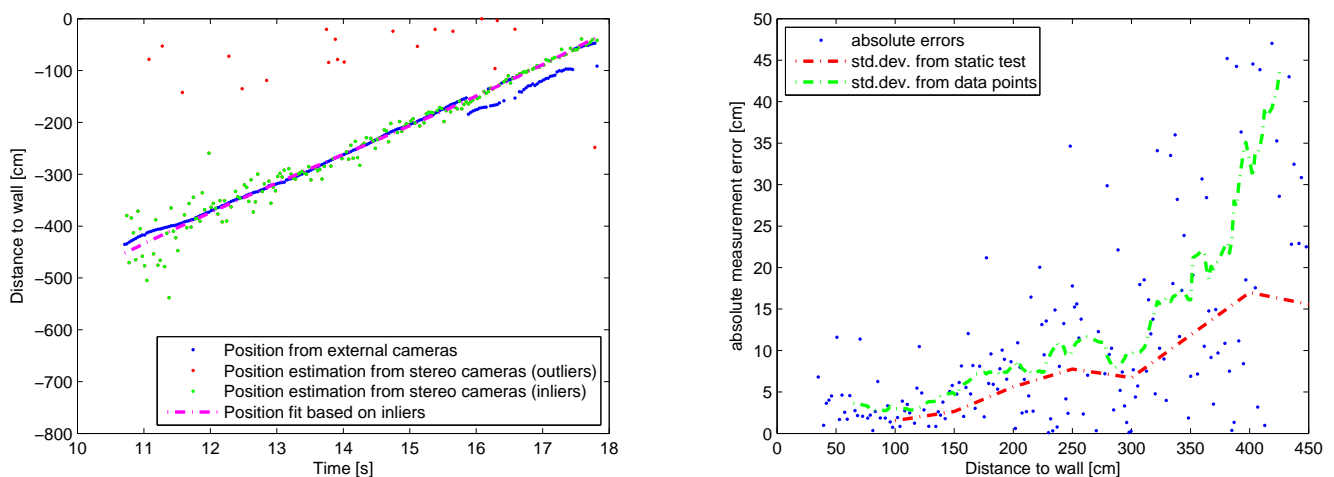 0
−100
−200
−300
−400
−500
−600
−700
−800
10 11 12 13 14 15 16 17 18
Distance to wall [cm]
Time [s]
Position from external cameras
Position estimation from stereo cameras (outliers)
Position estimation from stereo cameras (inliers)
Position fit based on inliers
50
45
40
35
30
25
20
15
10
5
0
0 50 100 150 200 250 300 350 400 450
absolute measurement error [cm]
Distance to wall [cm]
absolute errors
std.dev. from static test
std.dev. from data points